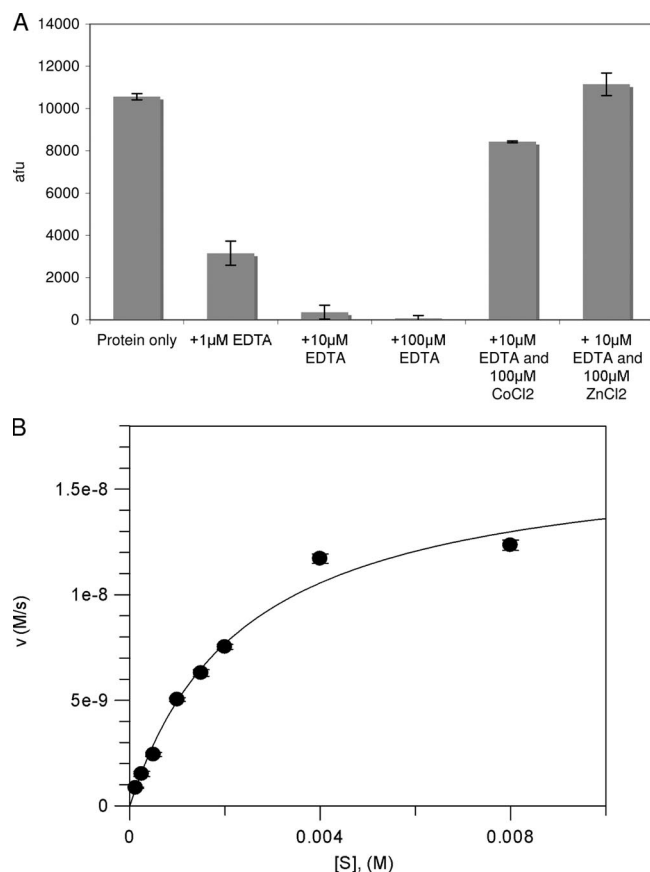 A
14000
12000
10000
8000
6000
4000
2000
0
afu
Protein only
+1µM EDTA
+10µM
EDTA
+100µM
EDTA
+10µM
EDTA and
100µM
CoCl2
+ 10µM
EDTA and
100µM
ZnCl2
B
1.5e-8
1e-8
5e-9
0
v (M/s)
0
0.004
0.008
[S], (M)